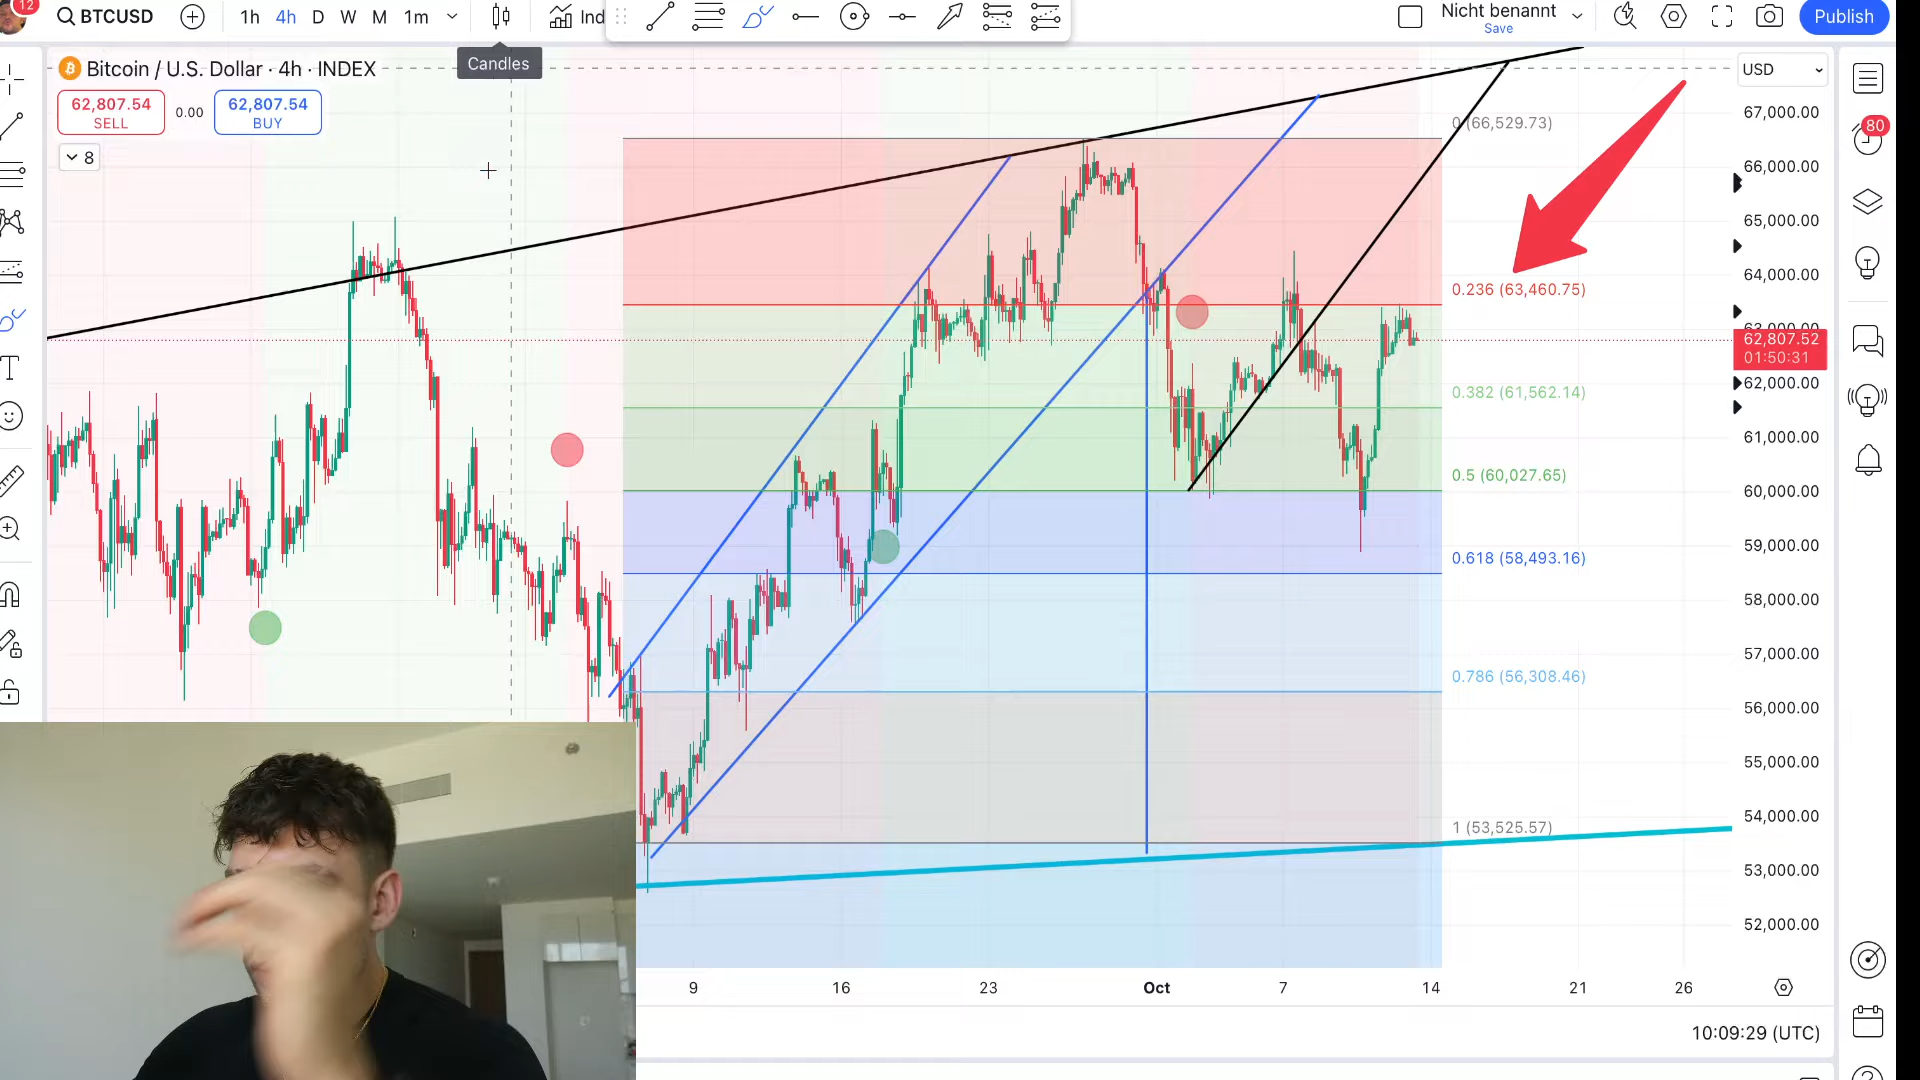 12
BTCUSD
1h 4h D W M 1m
Ind
Nicht benannt
Save
Publish
Candles
Bitcoin / U.S. Dollar · 4h · INDEX
62,807.54
SELL
0.00
62,807.54
BUY
8
USD
80
67,000.00
66,000.00
65,000.00
64,000.00
63,000.00
62,807.52
01:50:31
62,000.00
61,000.00
60,000.00
59,000.00
58,000.00
57,000.00
56,000.00
55,000.00
54,000.00
53,000.00
52,000.00
0 (66,529.73)
0.236 (63,460.75)
0.382 (61,562.14)
0.5 (60,027.65)
0.618 (58,493.16)
0.786 (56,308.46)
1 (53,525.57)
9 16 23 Oct 7 14 21 26
10:09:29 (UTC)